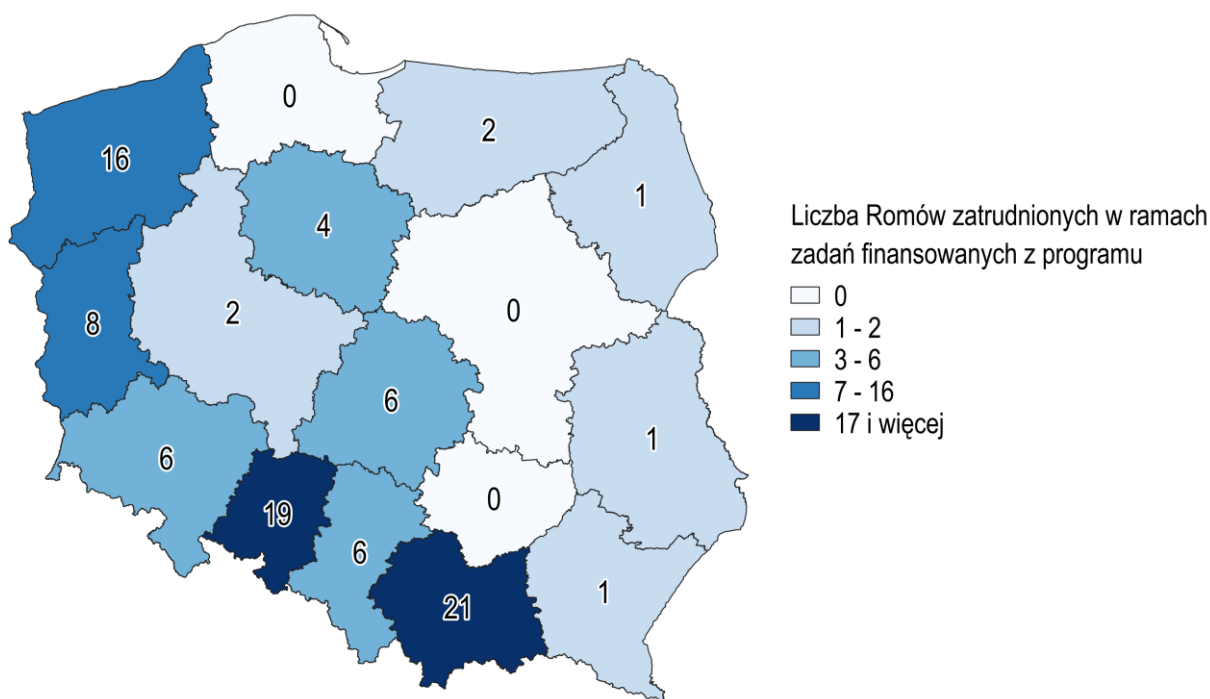 0
16
2
1
4
2
0
8
6
1
6
19
0
6
21
1
Liczba Romów zatrudnionych w ramach
zadań finansowanych z programu
0
1 - 2
3 - 6
7 - 16
17 i więcej